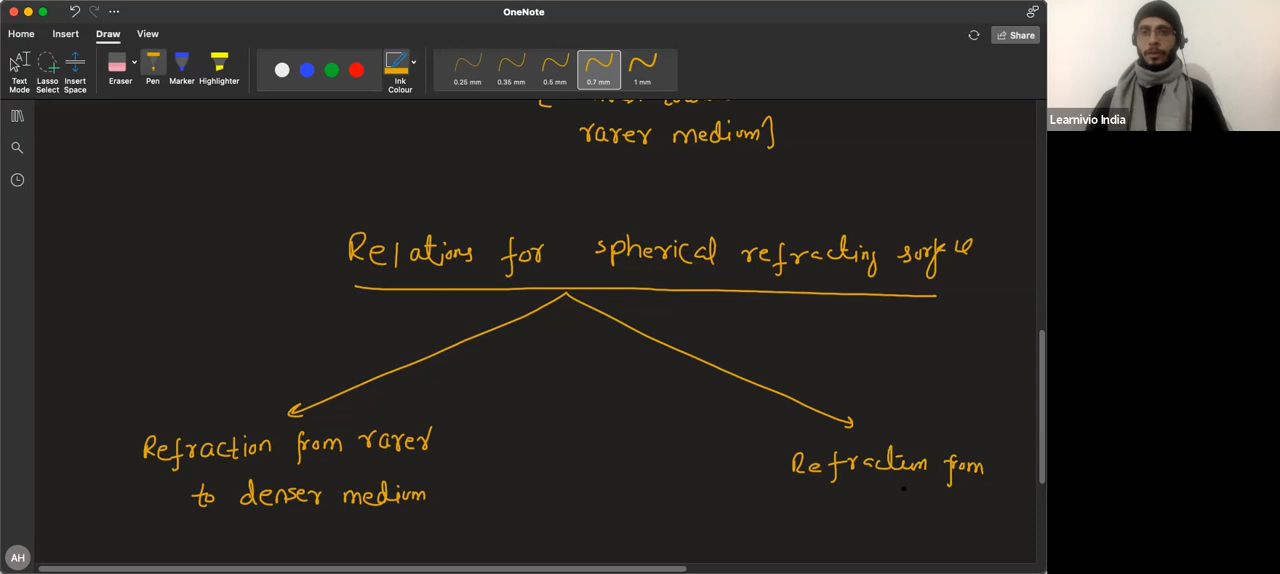 OneNote
Home Insert Draw View
Share
Text Mode
Lasso Select
Insert Space
Eraser
Pen
Marker
Highlighter
Ink Colour
0.25 mm
0.35 mm
0.5 mm
0.7 mm
1 mm
Learnivio India
rarer medium]
Relations for spherical refracting
Refraction from rarer
to denser medium
Refraction from
AH